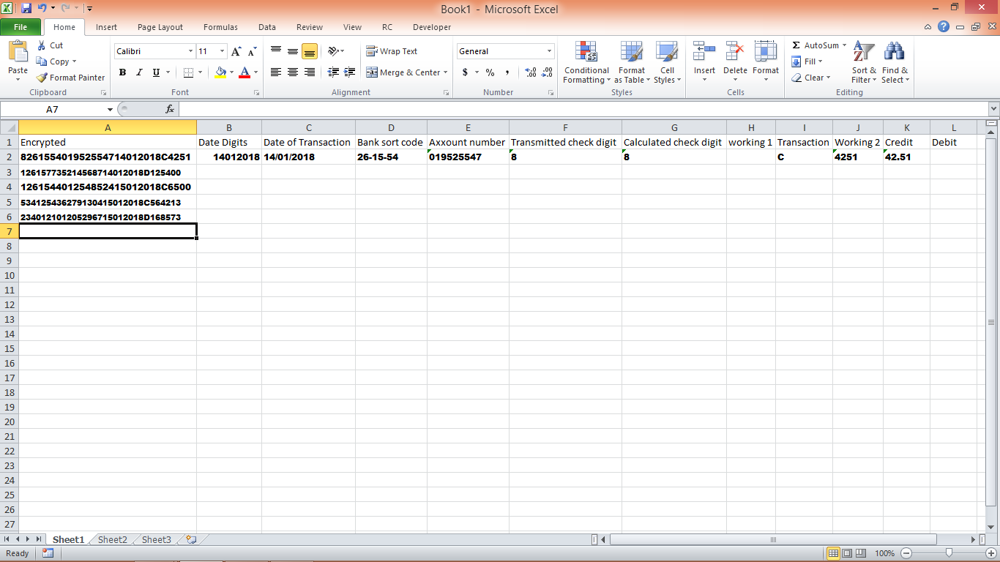 Book1 - Microsoft Excel
File Home Insert Page Layout Formulas Data Review View RC Developer
Cut
Copy
Format Painter
Paste
Clipboard
Calibri 11
B I U
Font
Wrap Text
Merge & Center
Alignment
General
$ % ,
Number
Conditional Formatting
Format as Table
Cell Styles
Styles
Insert Delete Format
Cells
AutoSum
Fill
Clear
Sort & Filter
Find & Select
Editing
A7 fx
A B C D E F G H I J K L
1 Encrypted Date Digits Date of Transaction Bank sort code Axxount number Transmitted check digit Calculated check digit working 1 Transaction Working 2 Credit Debit
2 826155401952554714012018C4251 14012018 14/01/2018 26-15-54 019525547 8 8 C 4251 42.51
3 126157735214568714012018D125400
4 126154401254852415012018C6500
5 534125436279130415012018C564213
6 234012101205296715012018D168573
7
8
9
10
11
12
13
14
15
16
17
18
19
20
21
22
23
24
25
26
27
Sheet1 Sheet2 Sheet3
Ready 100%